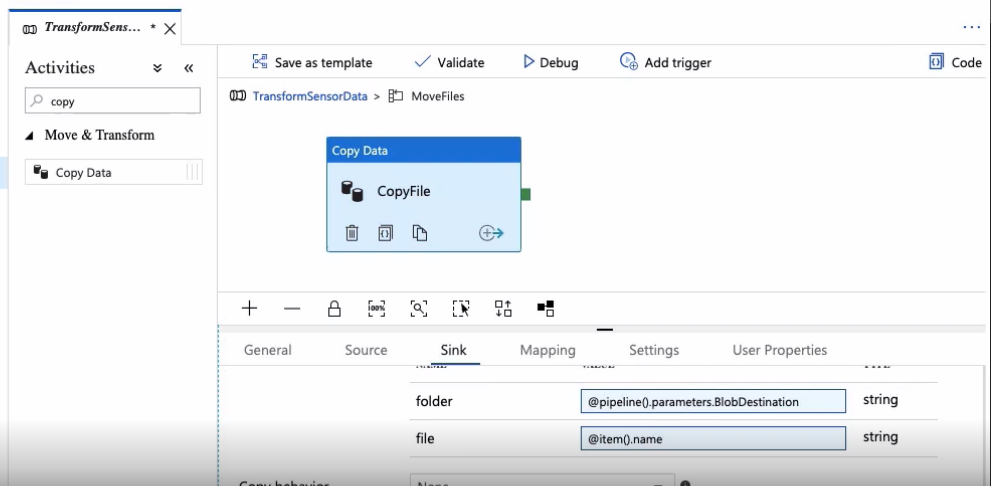 TransformSens... *
Activities
copy
Move & Transform
Copy Data
Save as template Validate Debug Add trigger Code
TransformSensorData > MoveFiles
Copy Data
CopyFile
100%
General Source Sink Mapping Settings User Properties
NAME VALUE TYPE
folder @pipeline().parameters.BlobDestination string
file @item().name string
Copy behavior None